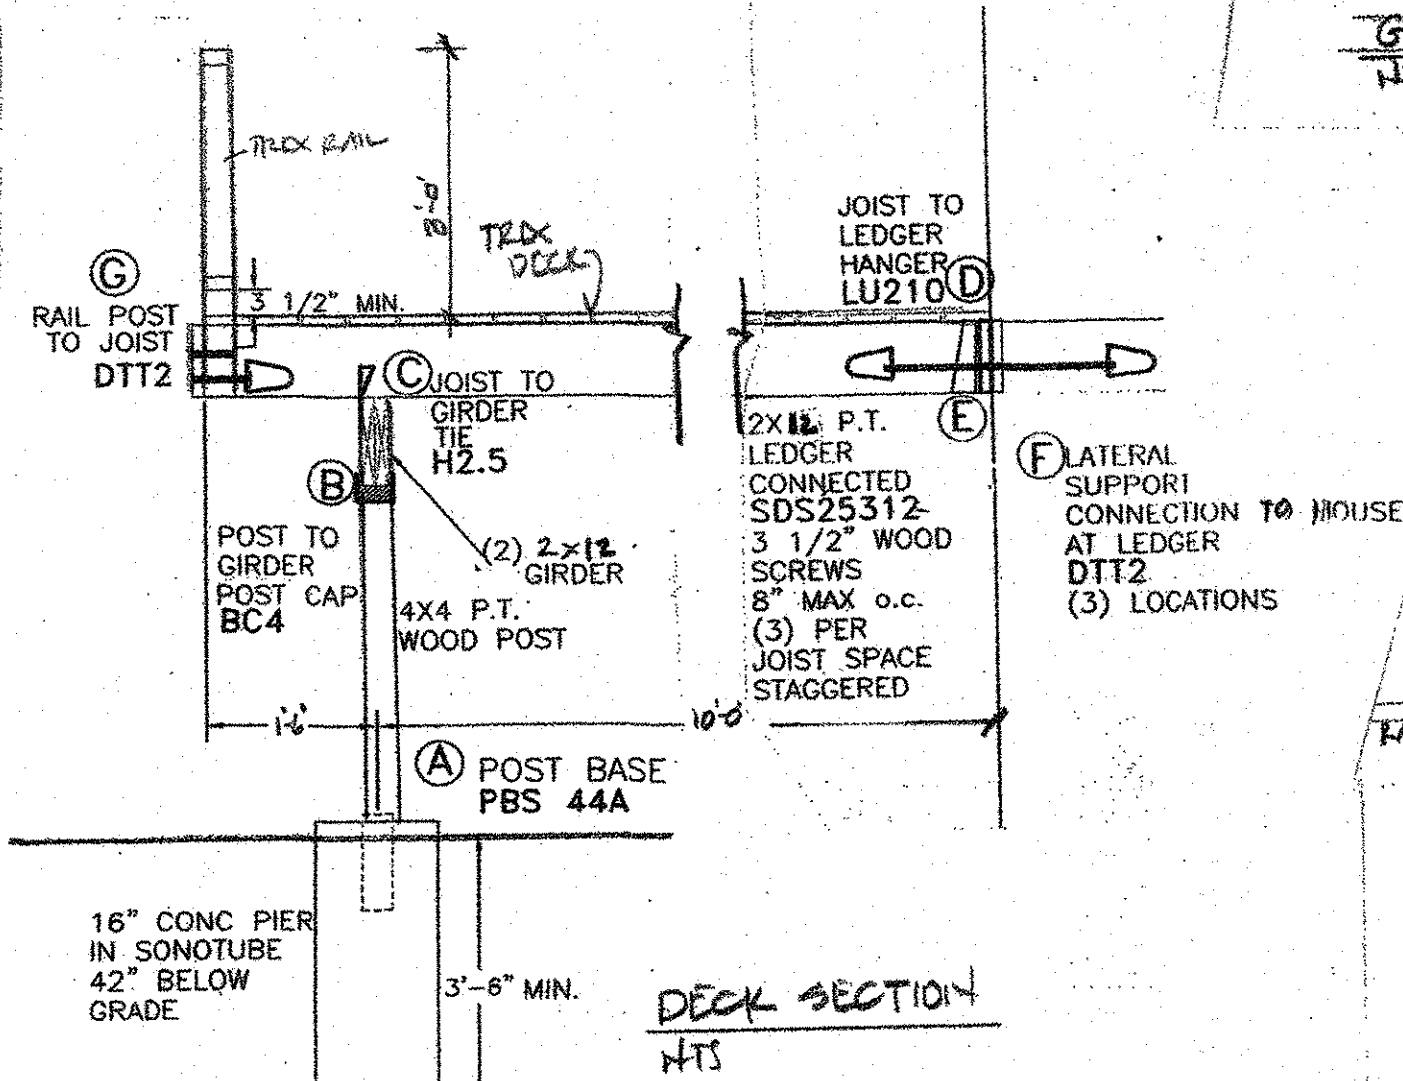 TREX RAIL
3'-0"
TREX
DECK
JOIST TO
LEDGER
HANGER
LU210
D
G
3 1/2" MIN.
RAIL POST
TO JOIST
DTT2
C
JOIST TO
GIRDER
TIE
H2.5
B
POST TO
GIRDER
POST CAP
BC4
(2) 2x12
GIRDER
4X4 P.T.
WOOD POST
E
2X12 P.T.
LEDGER
CONNECTED
SDS25312-
3 1/2" WOOD
SCREWS
8" MAX o.c.
(3) PER
JOIST SPACE
STAGGERED
F
LATERAL
SUPPORT
CONNECTION TO HOUSE
AT LEDGER
DTT2
(3) LOCATIONS
1'-6"
10'-0"
A
POST BASE
PBS 44A
16" CONC PIER
IN SONOTUBE
42" BELOW
GRADE
3'-6" MIN.
DECK SECTION
NTS